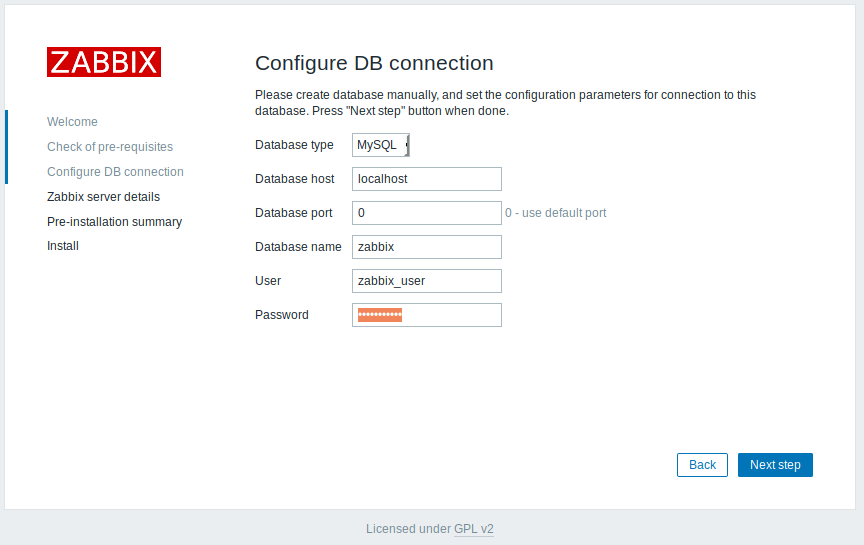 ZABBIX
Configure DB connection
Please create database manually, and set the configuration parameters for connection to this
database. Press "Next step" button when done.
Welcome
Check of pre-requisites
Configure DB connection
Zabbix server details
Pre-installation summary
Install
Database type MySQL
Database host localhost
Database port 0 0 - use default port
Database name zabbix
User zabbix_user
Password •••••••••••
Back Next step
Licensed under GPL v2